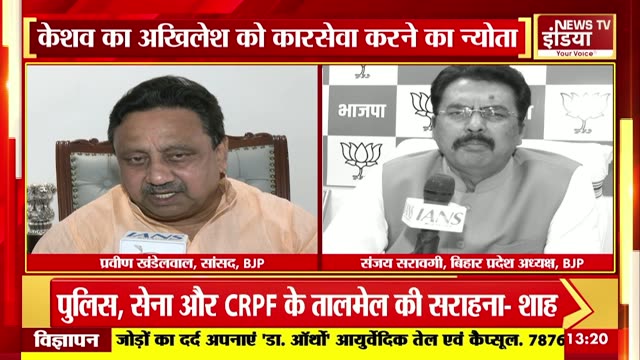 केशव का अखिलेश को कारसेवा करने का न्योता
NEWS TV
इंडिया
Your Voice
भाजपा
IANS
IANS
प्रवीण खंडेलवाल, सांसद, BJP
संजय सरावगी, बिहार प्रदेश अध्यक्ष, BJP
पुलिस, सेना और CRPF के तालमेल की सराहना- शाह
विज्ञापन
जोड़ों का दर्द अपनाएं 'डा. ऑर्थो' आयुर्वेदिक तेल एवं कैप्सूल. 7876
13:20